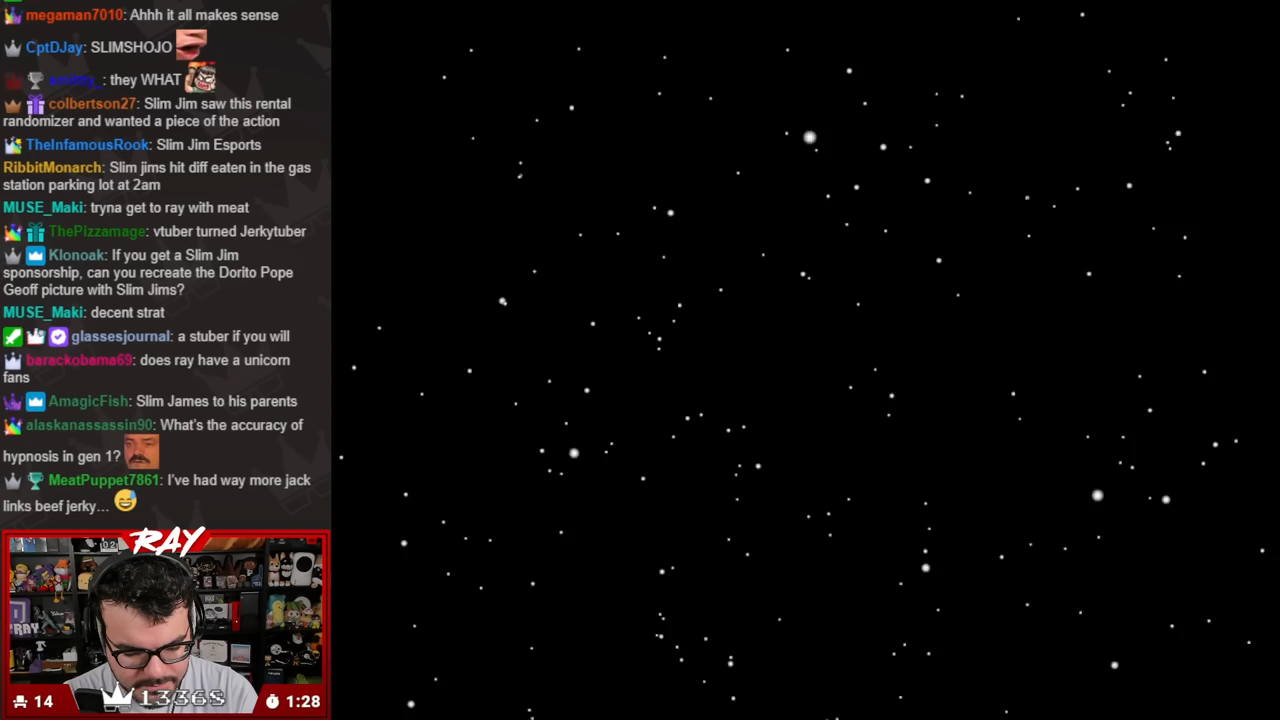 megaman7010: Ahhh it all makes sense
CptDJay: SLIMSHOJO
they WHAT
colbertson27: Slim Jim saw this rental
randomizer and wanted a piece of the action
TheInfamousRook: Slim Jim Esports
RibbitMonarch: Slim jims hit diff eaten in the gas
station parking lot at 2am
MUSE_Maki: tryna get to ray with meat
ThePizzamage: vtuber turned Jerkytuber
Klonoak: If you get a Slim Jim
sponsorship, can you recreate the Dorito Pope
Geoff picture with Slim Jims?
MUSE_Maki: decent strat
glassesjournal: a stuber if you will
barackobama69: does ray have a unicorn
fans
AmagicFish: Slim James to his parents
alaskanassassin90: What's the accuracy of
hypnosis in gen 1?
MeatPuppet7861: I've had way more jack
links beef jerky...
RAY
14
13368
1:28